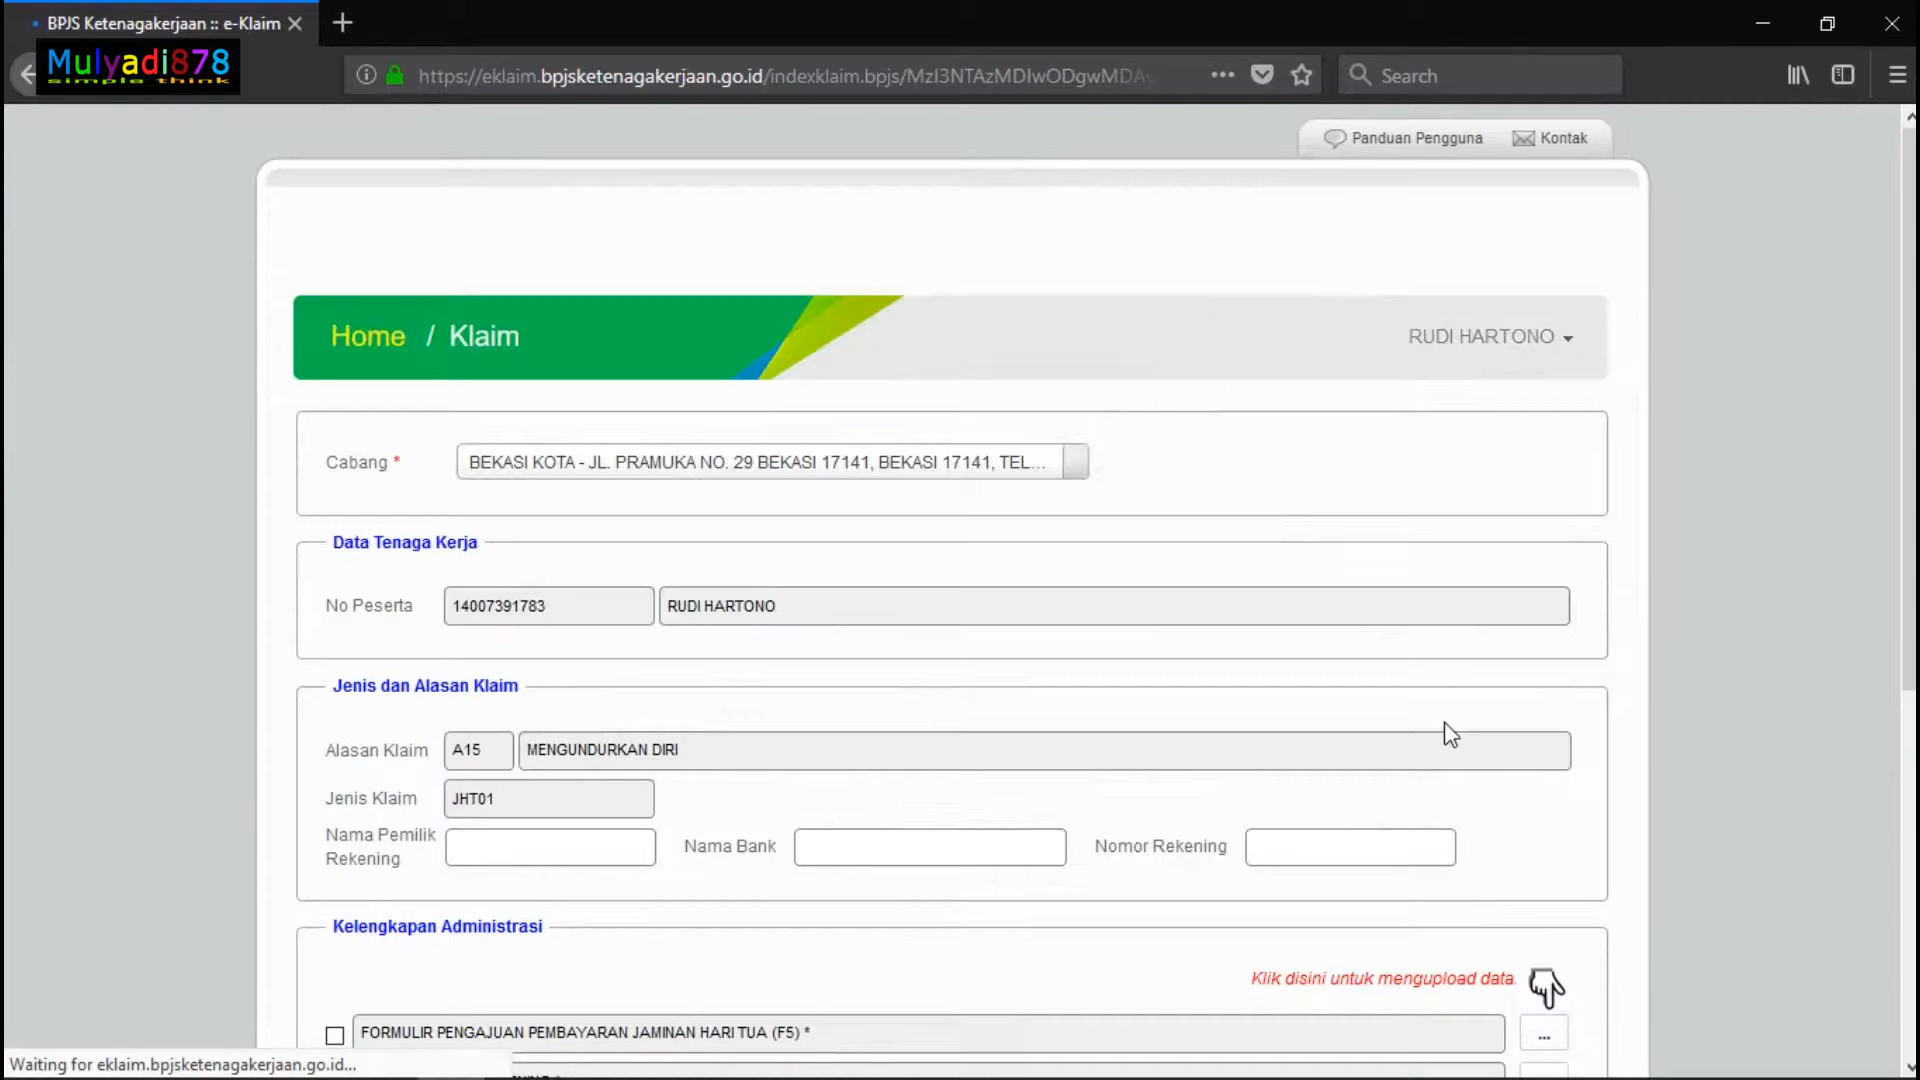 BPJS Ketenagakerjaan :: e-Klaim
Mulyadi878
simple think
https://eklaim.bpjsketenagakerjaan.go.id/indexklaim.bpjs/MzI3NTAzMDIwODgwMDA
Search
Panduan Pengguna Kontak
Home / Klaim RUDI HARTONO
Cabang * BEKASI KOTA - JL. PRAMUKA NO. 29 BEKASI 17141, BEKASI 17141, TEL...
Data Tenaga Kerja
No Peserta 14007391783 RUDI HARTONO
Jenis dan Alasan Klaim
Alasan Klaim A15 MENGUNDURKAN DIRI
Jenis Klaim JHT01
Nama Pemilik Rekening Nama Bank Nomor Rekening
Kelengkapan Administrasi
Klik disini untuk mengupload data.
FORMULIR PENGAJUAN PEMBAYARAN JAMINAN HARI TUA (F5) * ...
Waiting for eklaim.bpjsketenagakerjaan.go.id...